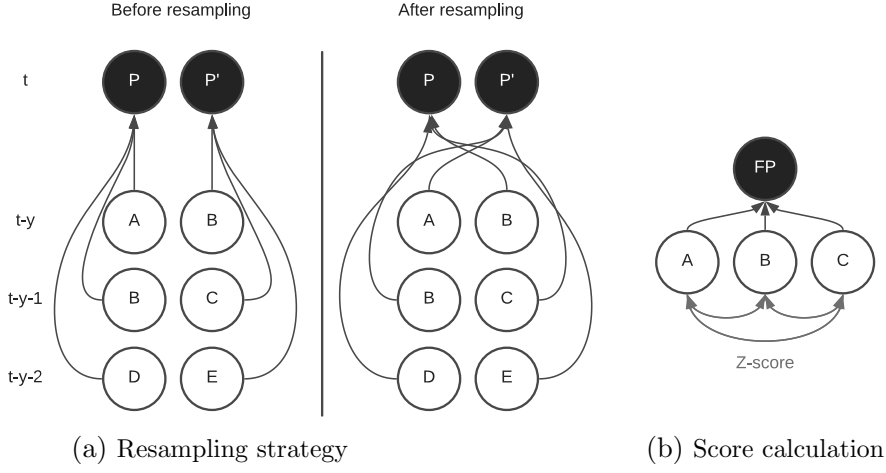 Before resampling
After resampling
t
P
P'
P
P'
FP
t-y
A
B
A
B
A
B
C
t-y-1
B
C
B
C
Z-score
t-y-2
D
E
D
E
(a) Resampling strategy
(b) Score calculation